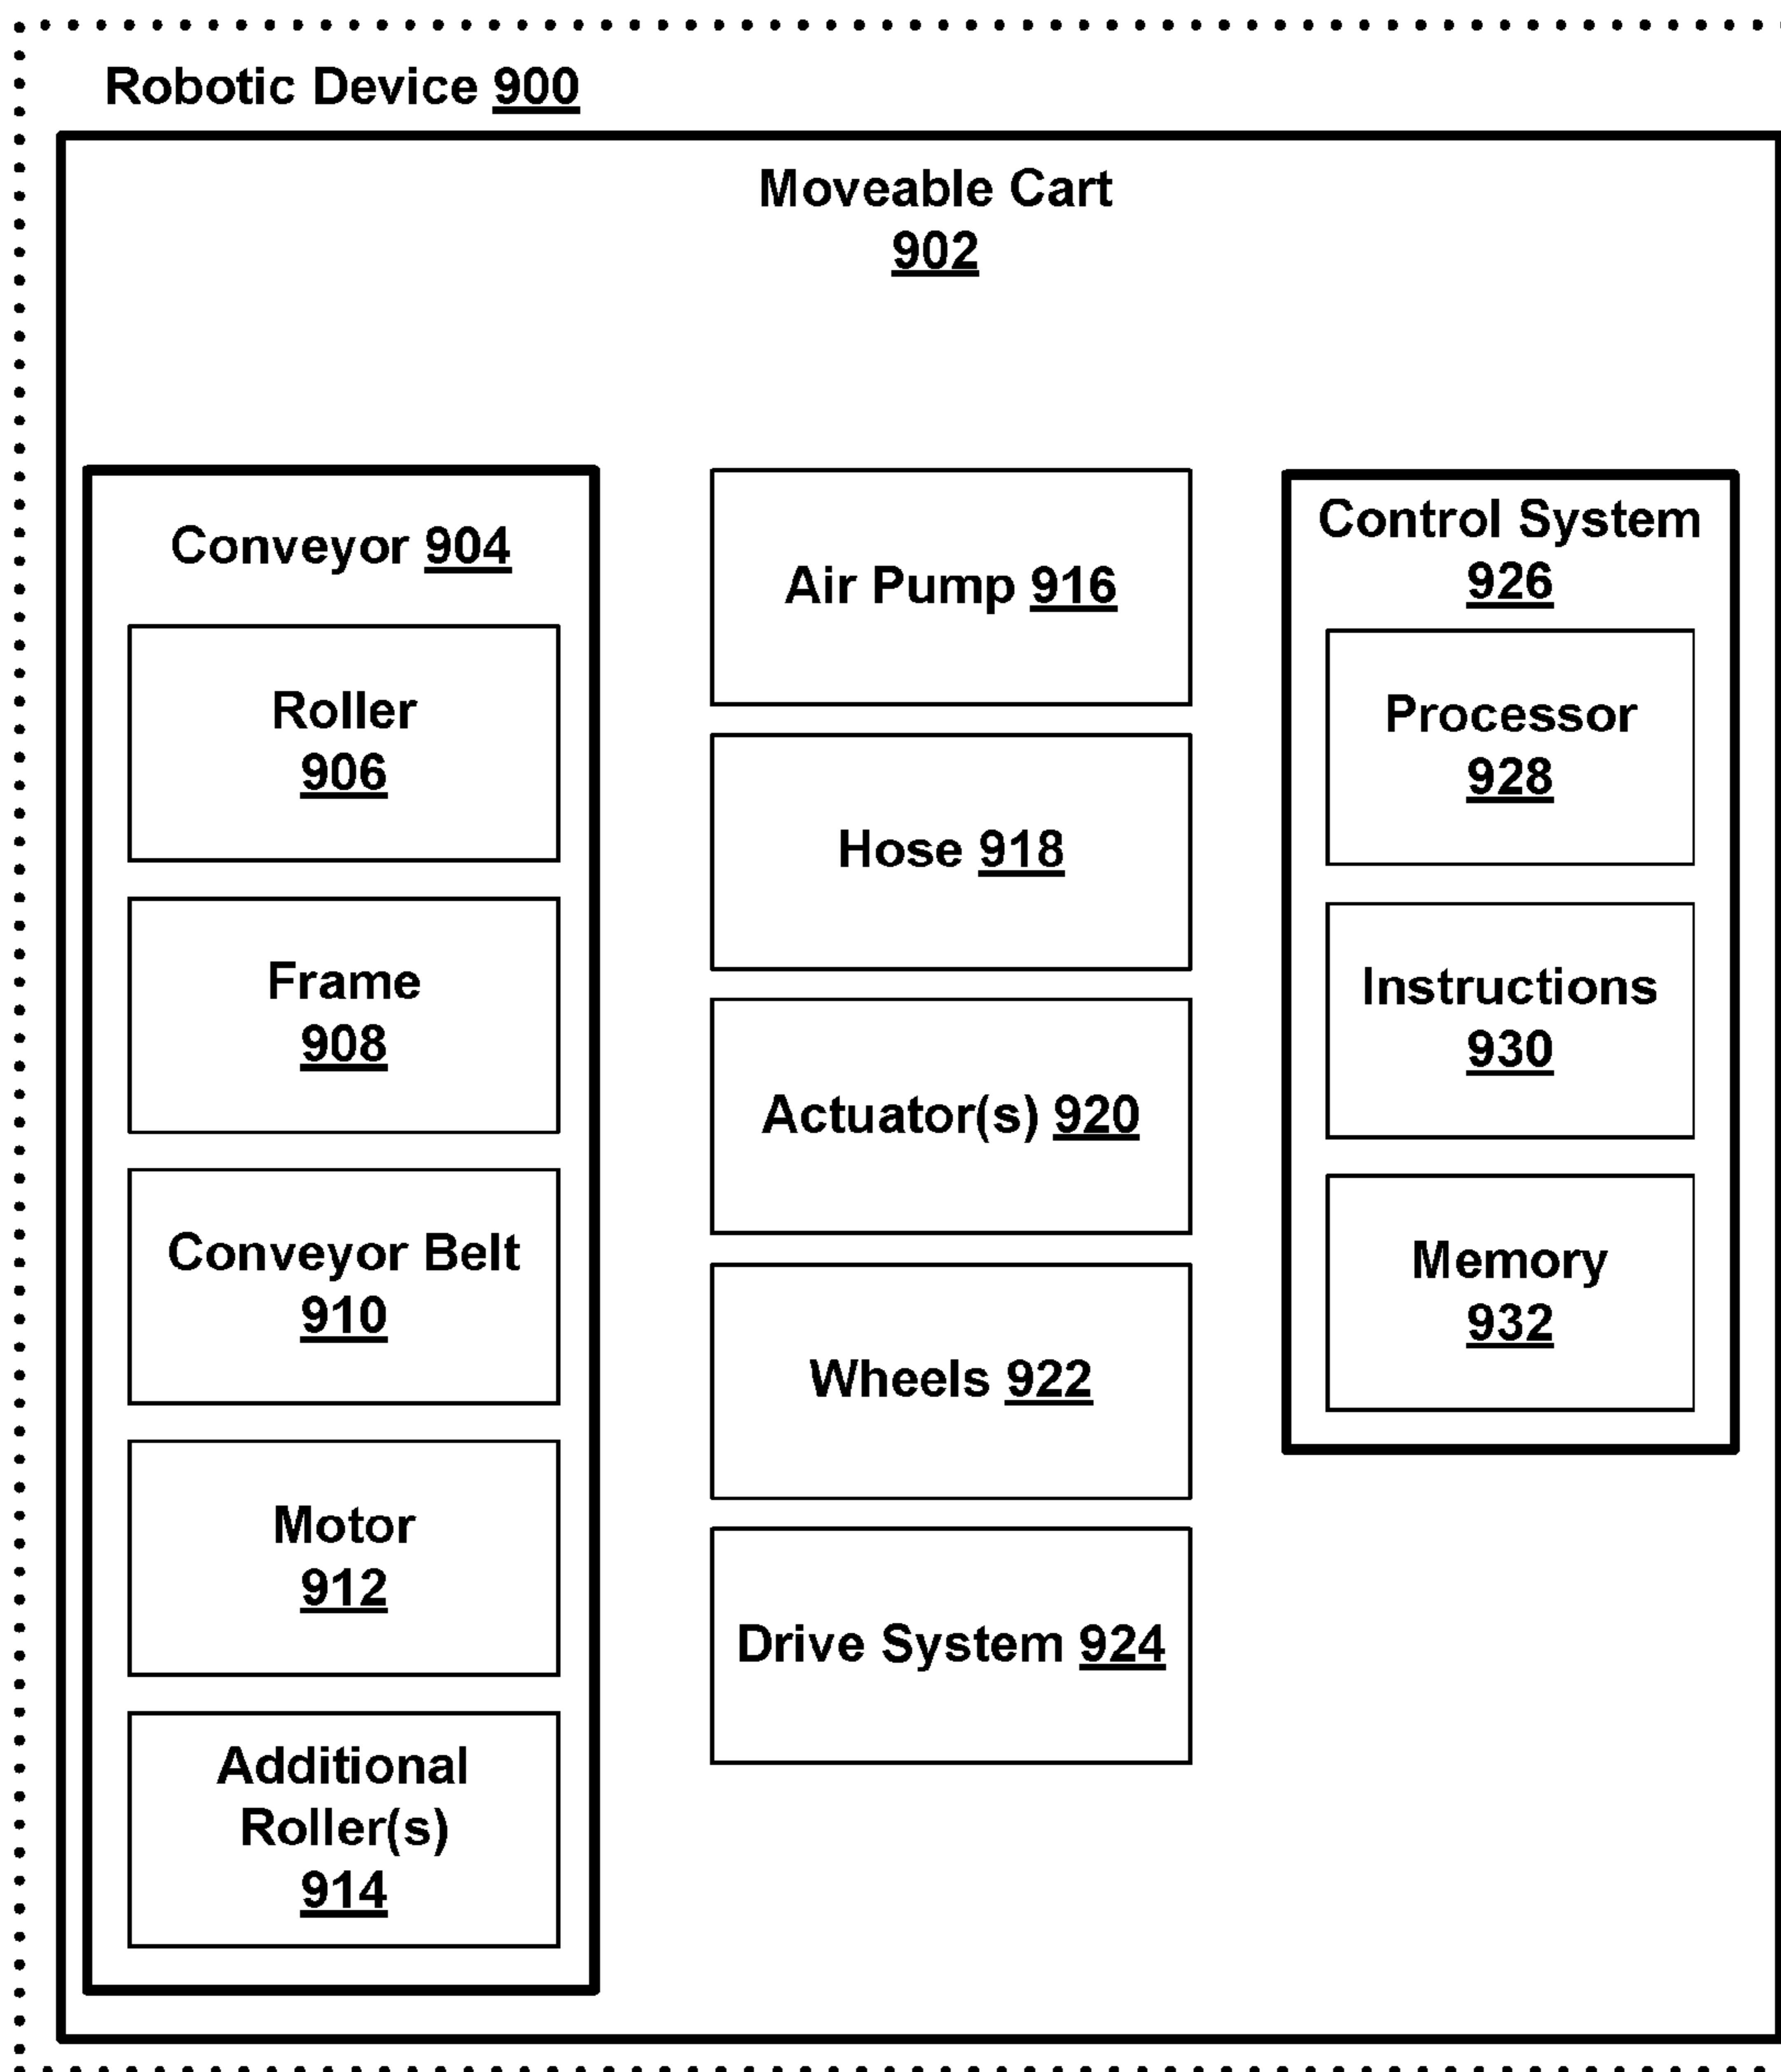 Robotic Device 900
Moveable Cart
902
Conveyor 904
Roller
906
Frame
908
Conveyor Belt
910
Motor
912
Additional
Roller(s)
914
Air Pump 916
Hose 918
Actuator(s) 920
Wheels 922
Drive System 924
Control System
926
Processor
928
Instructions
930
Memory
932